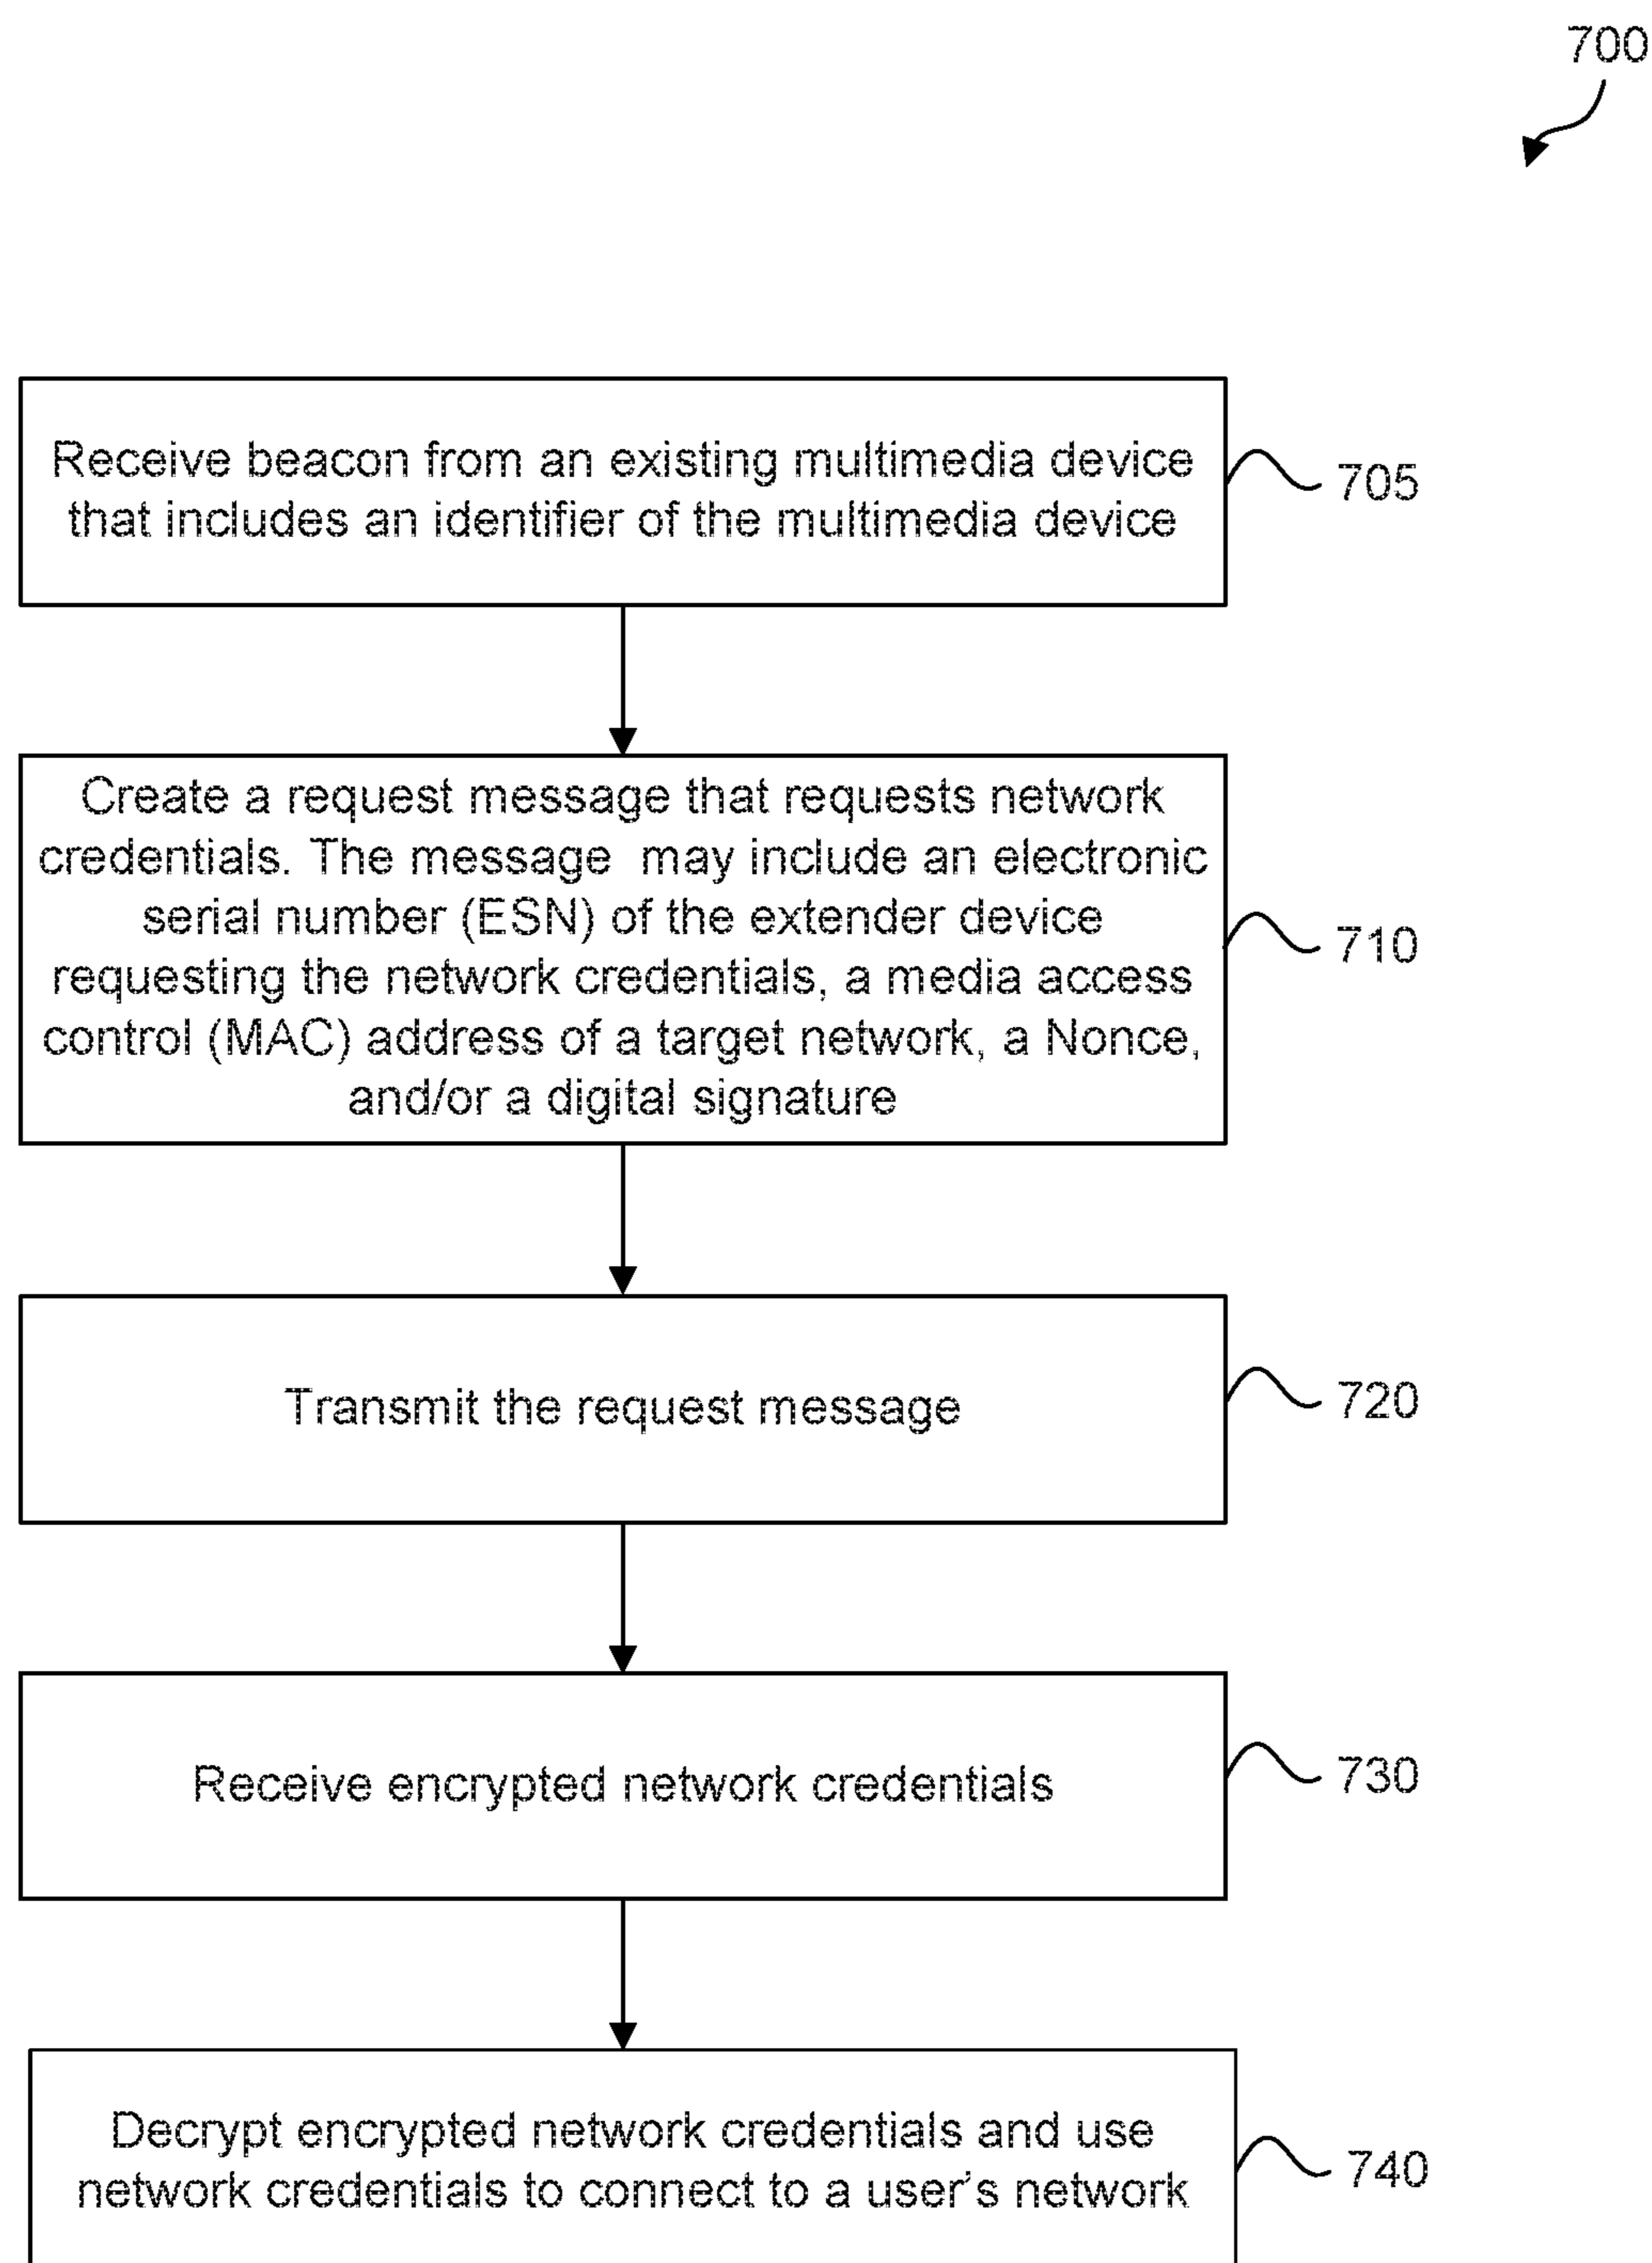 700
Receive beacon from an existing multimedia device
that includes an identifier of the multimedia device
705
Create a request message that requests network
credentials. The message may include an electronic
serial number (ESN) of the extender device
requesting the network credentials, a media access
control (MAC) address of a target network, a Nonce,
and/or a digital signature
710
Transmit the request message
720
Receive encrypted network credentials
730
Decrypt encrypted network credentials and use
network credentials to connect to a user's network
740